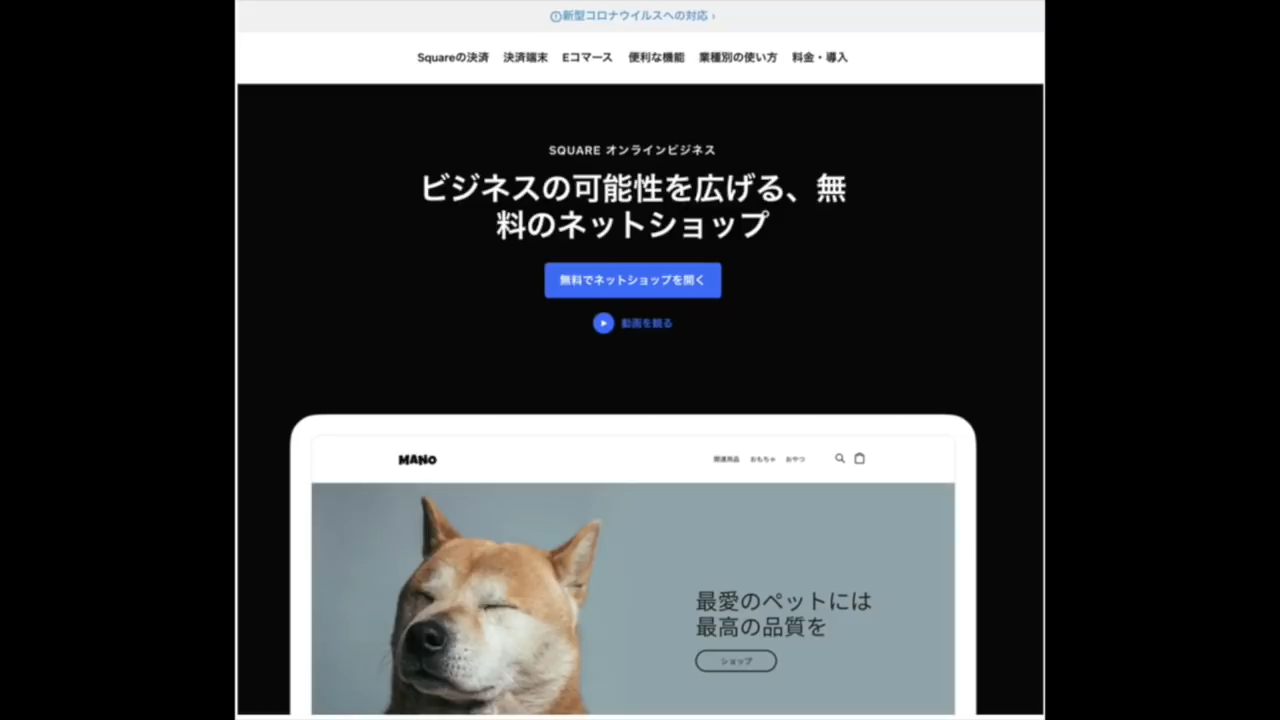 新型コロナウイルスへの対応 ›
Squareの決済 決済端末 Eコマース 便利な機能 業種別の使い方 料金・導入
SQUARE オンラインビジネス
ビジネスの可能性を広げる、無
料のネットショップ
無料でネットショップを開く
動画を観る
MANO
関連用品 おもちゃ おやつ
最愛のペットには
最高の品質を
ショップ